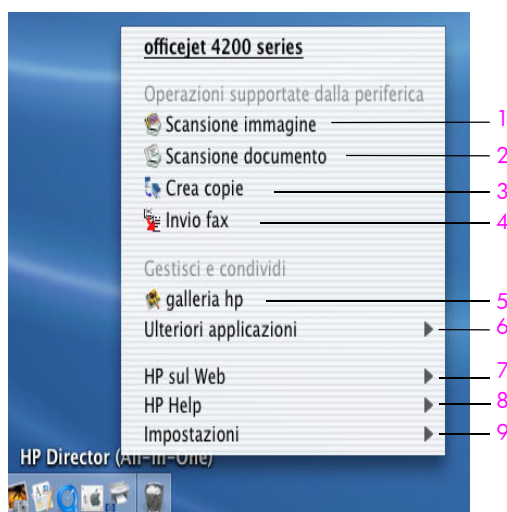 officejet 4200 series
Operazioni supportate dalla periferica
Scansione immagine 1
Scansione documento 2
Crea copie 3
Invio fax 4
Gestisci e condividi
galleria hp 5
Ulteriori applicazioni 6
HP sul Web 7
HP Help 8
Impostazioni 9
HP Director (All-in-One)